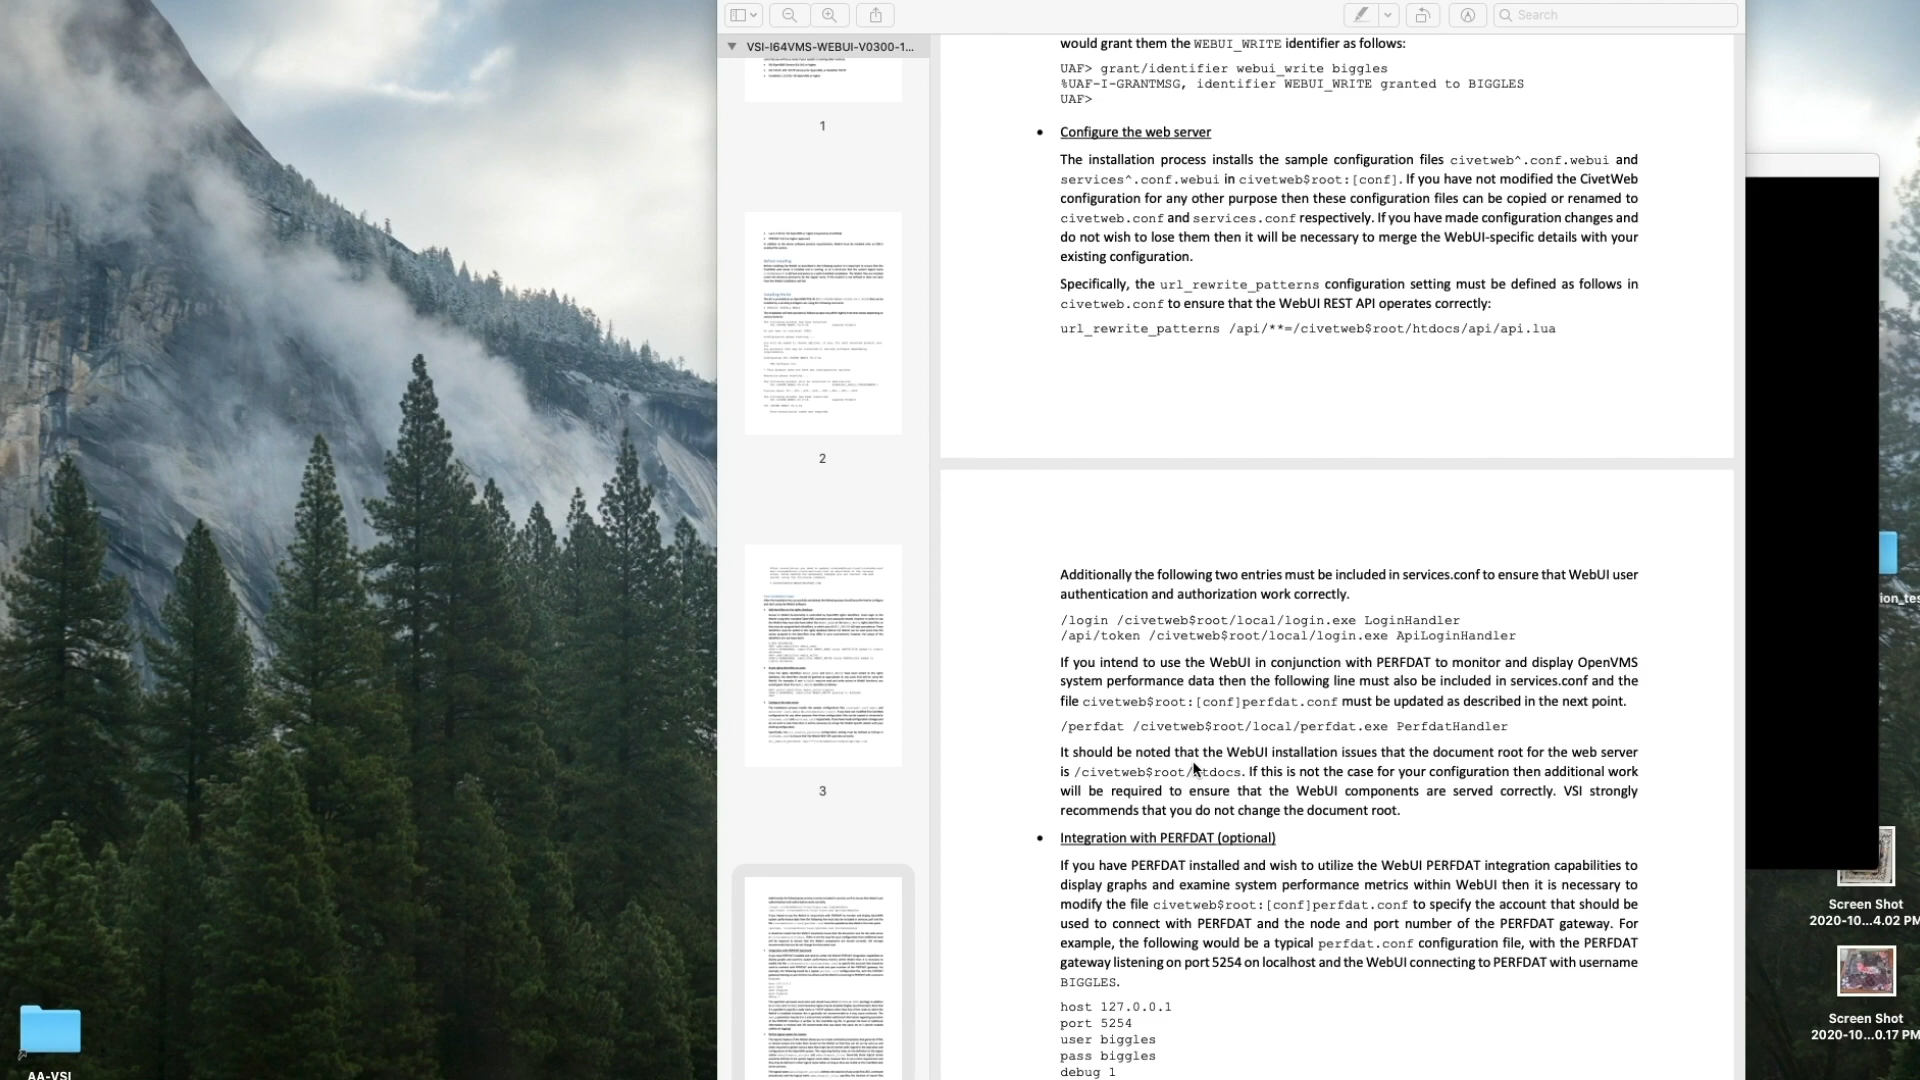 Search
VSI-I64VMS-WEBUI-V0300-1...
1
2
3
would grant them the WEBUI_WRITE identifier as follows:
UAF> grant/identifier webui_write biggles
%UAF-I-GRANTMSG, identifier WEBUI_WRITE granted to BIGGLES
UAF>
• Configure the web server
The installation process installs the sample configuration files civetweb^.conf.webui and
services^.conf.webui in civetweb$root:[conf]. If you have not modified the CivetWeb
configuration for any other purpose then these configuration files can be copied or renamed to
civetweb.conf and services.conf respectively. If you have made configuration changes and
do not wish to lose them then it will be necessary to merge the WebUI-specific details with your
existing configuration.
Specifically, the url_rewrite_patterns configuration setting must be defined as follows in
civetweb.conf to ensure that the WebUI REST API operates correctly:
url_rewrite_patterns /api/**=/civetweb$root/htdocs/api/api.lua
Additionally the following two entries must be included in services.conf to ensure that WebUI user
authentication and authorization work correctly.
/login /civetweb$root/local/login.exe LoginHandler
/api/token /civetweb$root/local/login.exe ApiLoginHandler
If you intend to use the WebUI in conjunction with PERFDAT to monitor and display OpenVMS
system performance data then the following line must also be included in services.conf and the
file civetweb$root:[conf]perfdat.conf must be updated as described in the next point.
/perfdat /civetweb$root/local/perfdat.exe PerfdatHandler
It should be noted that the WebUI installation issues that the document root for the web server
is /civetweb$root/htdocs. If this is not the case for your configuration then additional work
will be required to ensure that the WebUI components are served correctly. VSI strongly
recommends that you do not change the document root.
• Integration with PERFDAT (optional)
If you have PERFDAT installed and wish to utilize the WebUI PERFDAT integration capabilities to
display graphs and examine system performance metrics within WebUI then it is necessary to
modify the file civetweb$root:[conf]perfdat.conf to specify the account that should be
used to connect with PERFDAT and the node and port number of the PERFDAT gateway. For
example, the following would be a typical perfdat.conf configuration file, with the PERFDAT
gateway listening on port 5254 on localhost and the WebUI connecting to PERFDAT with username
BIGGLES.
host 127.0.0.1
port 5254
user biggles
pass biggles
debug 1
ion_tes
Screen Shot
2020-10...4.02 PM
Screen Shot
2020-10...0.17 PM
AA-VSI